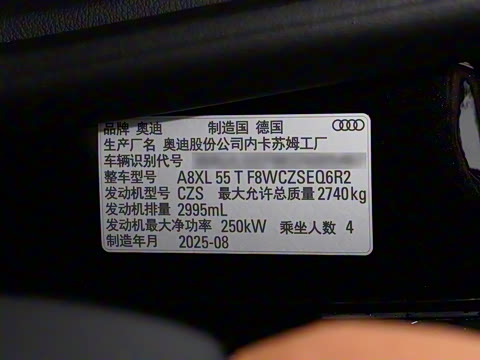 品牌 奥迪 制造国 德国
生产厂名 奥迪股份公司内卡苏姆工厂
车辆识别代号
整车型号 A8XL 55 T F8WCZSEQ6R2
发动机型号 CZS 最大允许总质量 2740kg
发动机排量 2995mL
发动机最大净功率 250kW 乘坐人数 4
制造年月 2025-08